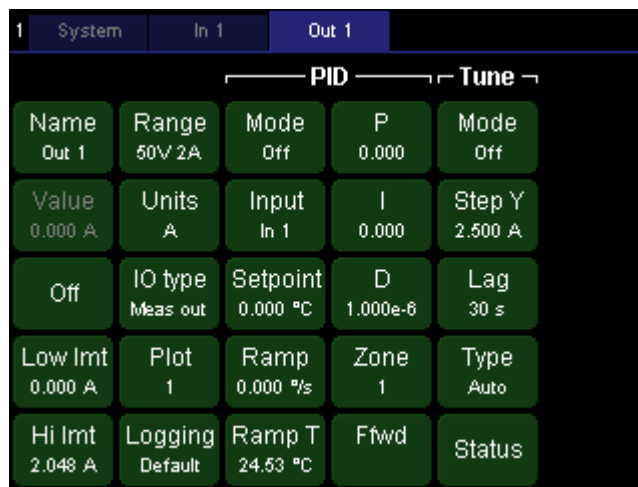 1 System In 1 Out 1
PID Tune
Name Range Mode P Mode
Out 1 50V 2A Off 0.000 Off
Value Units Input I Step Y
0.000 A A In 1 0.000 2.500 A
Off IO type Setpoint D Lag
Meas out 0.000 °C 1.000e-6 30 s
Low lmt Plot Ramp Zone Type
0.000 A 1 0.000 °/s 1 Auto
Hi lmt Logging Ramp T Ffwd Status
2.048 A Default 24.53 °C